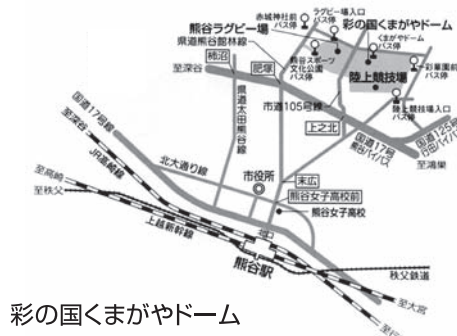 赤城神社前
バス停
ラグビー場入口
バス停
彩の国くまがやドーム
熊谷ラグビー場
くまがやドーム
バス停
県道熊谷館林線
柿沼
至深谷
肥塚
熊谷スポーツ
文化公園
バス停
陸上競技場
彩菓園前
バス停
県道太田熊谷線
市道105号線
陸上競技場入口
バス停
上之北
国道17号
熊谷バイパス
国道125号
行田バイパス
至鴻巣
国道17号線
至深谷
JR高崎線
北大通り線
市役所
末広
熊谷女子高校前
熊谷女子高校
至高崎
至秩父
上越新幹線
北口
熊谷駅
秩父鉄道
至大宮
彩の国くまがやドーム